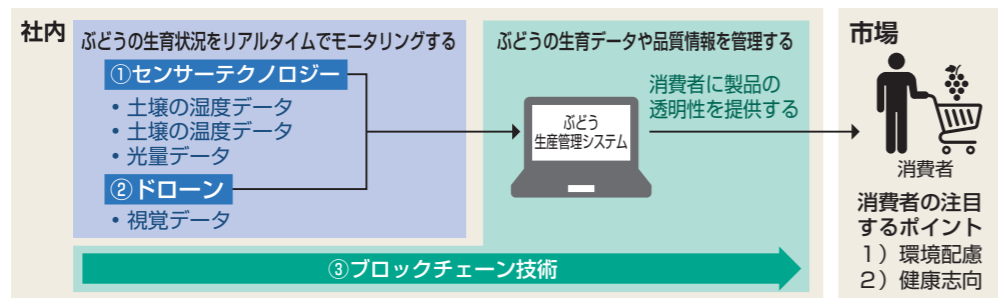 社内
ぶどうの生育状況をリアルタイムでモニタリングする
①センサーテクノロジー
・土壌の湿度データ
・土壌の温度データ
・光量データ
②ドローン
・視覚データ
ぶどうの生育データや品質情報を管理する
ぶどう
生産管理システム
消費者に製品の
透明性を提供する
③ブロックチェーン技術
市場
消費者
消費者の注目
するポイント
1）環境配慮
2）健康志向